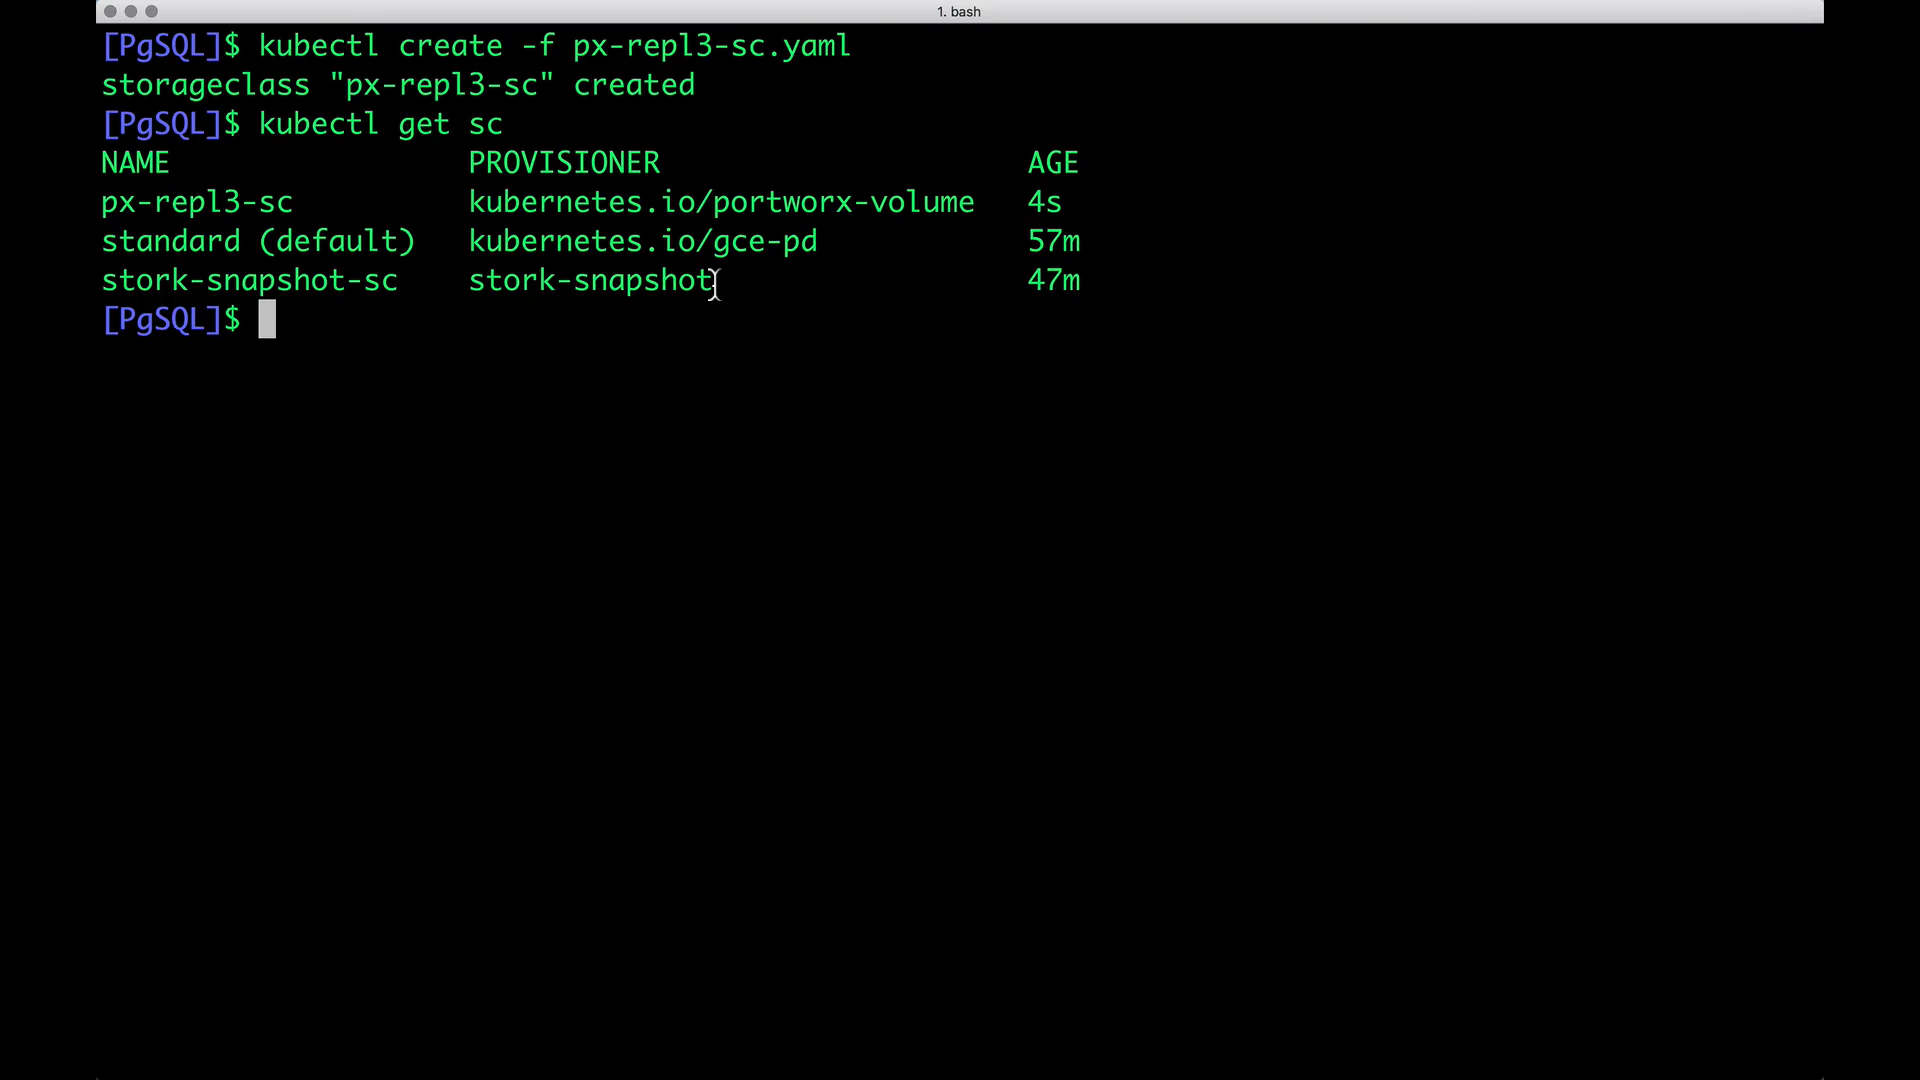 1. bash
[PgSQL]$ kubectl create -f px-repl3-sc.yaml
storageclass "px-repl3-sc" created
[PgSQL]$ kubectl get sc
NAME PROVISIONER AGE
px-repl3-sc kubernetes.io/portworx-volume 4s
standard (default) kubernetes.io/gce-pd 57m
stork-snapshot-sc stork-snapshot 47m
[PgSQL]$